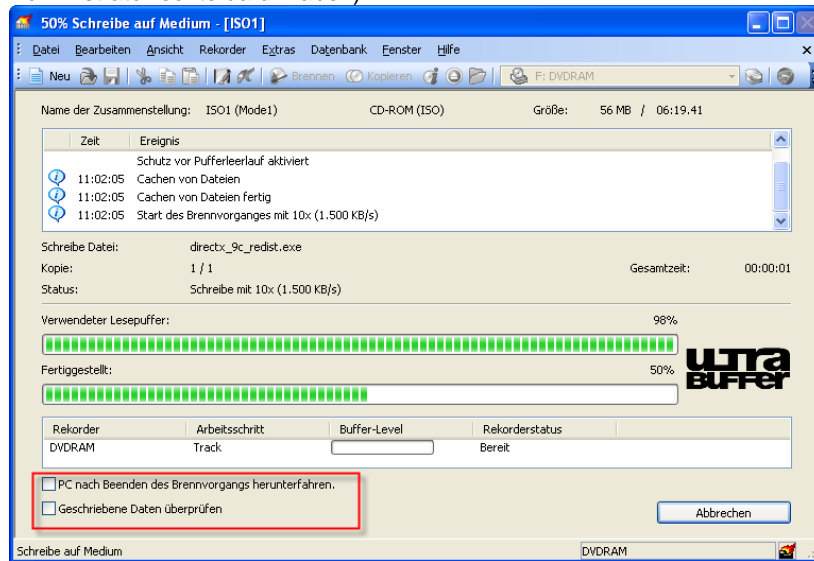 50% Schreibe auf Medium - [ISO1]
Datei Bearbeiten Ansicht Rekorder Extras Datenbank Fenster Hilfe
Neu Brennen Kopieren F: DVDRAM
Name der Zusammenstellung: ISO1 (Mode1) CD-ROM (ISO) Größe: 56 MB / 06:19.41
Zeit Ereignis
Schutz vor Pufferleerlauf aktiviert
11:02:05 Cachen von Dateien
11:02:05 Cachen von Dateien fertig
11:02:05 Start des Brennvorganges mit 10x (1.500 KB/s)
Schreibe Datei: directx_9c_redist.exe
Kopie: 1 / 1 Gesamtzeit: 00:00:01
Status: Schreibe mit 10x (1.500 KB/s)
Verwendeter Lesepuffer: 98%
Fertiggestellt: 50%
ULTRA
BUFFER
Rekorder Arbeitsschritt Buffer-Level Rekorderstatus
DVDRAM Track Bereit
PC nach Beenden des Brennvorgangs herunterfahren.
Geschriebene Daten überprüfen
Abbrechen
Schreibe auf Medium DVDRAM